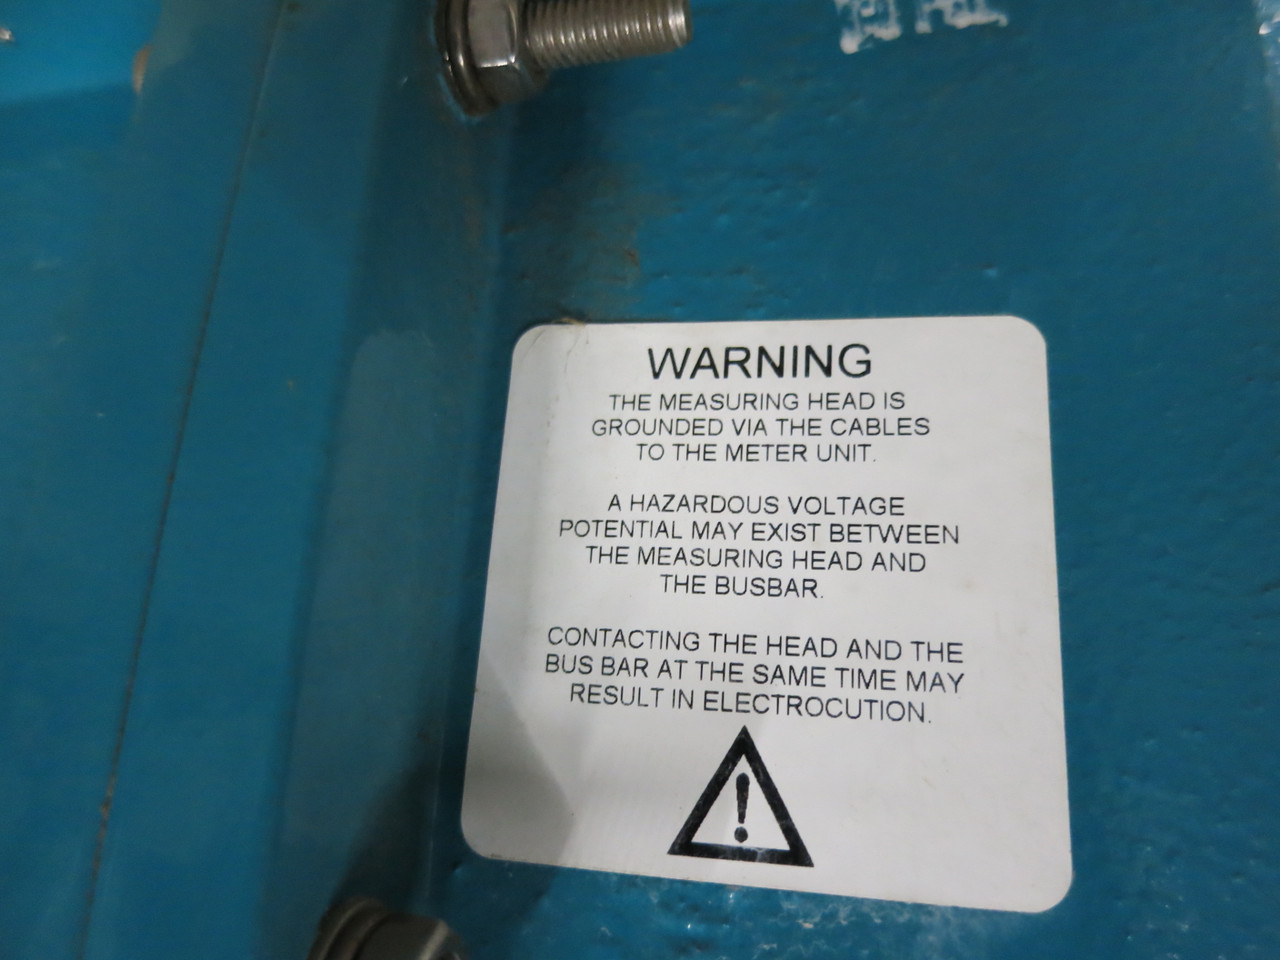 WARNING
THE MEASURING HEAD IS
GROUNDED VIA THE CABLES
TO THE METER UNIT.
A HAZARDOUS VOLTAGE
POTENTIAL MAY EXIST BETWEEN
THE MEASURING HEAD AND
THE BUSBAR.
CONTACTING THE HEAD AND THE
BUS BAR AT THE SAME TIME MAY
RESULT IN ELECTROCUTION.
!